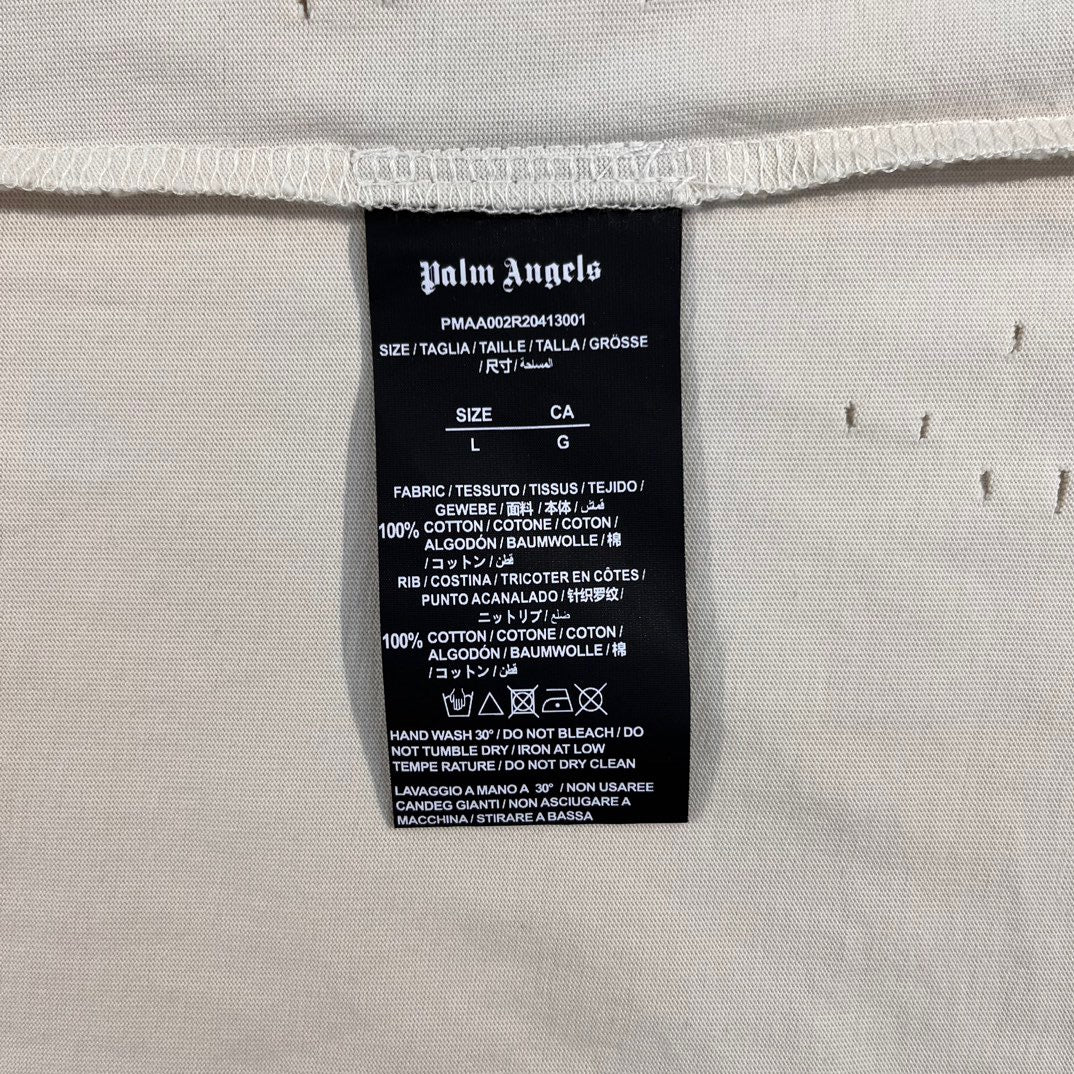 Palm Angels
PMAA002R20413001
SIZE / TAGLIA / TAILLE / TALLA / GRÖSSE
/ 尺寸 / المسلحة
SIZE CA
L G
FABRIC / TESSUTO / TISSUS / TEJIDO /
GEWEBE / 面料 / 本体 / قمش
100% COTTON / COTONE / COTON /
ALGODÓN / BAUMWOLLE / 棉
/ コットン / قطن
RIB / COSTINA / TRICOTER EN CÔTES /
PUNTO ACANALADO / 针织罗纹 /
ニットリブ / ضلع
100% COTTON / COTONE / COTON /
ALGODÓN / BAUMWOLLE / 棉
/ コットン / قطن
HAND WASH 30° / DO NOT BLEACH / DO
NOT TUMBLE DRY / IRON AT LOW
TEMPE RATURE / DO NOT DRY CLEAN
LAVAGGIO A MANO A 30° / NON USAREE
CANDEG GIANTI / NON ASCIUGARE A
MACCHINA / STIRARE A BASSA